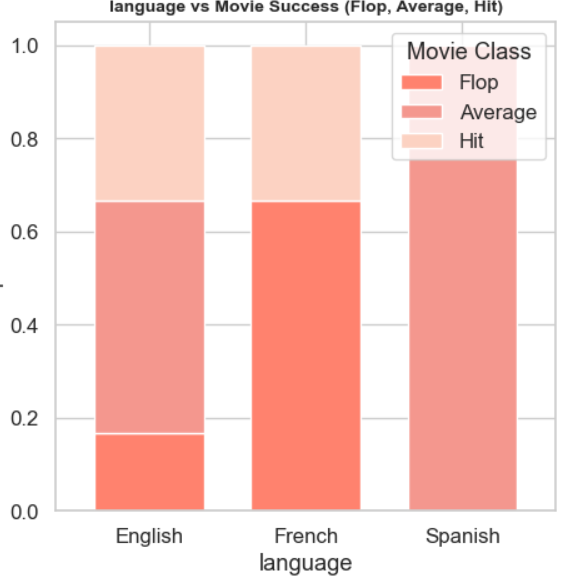 language vs Movie Success (Flop, Average, Hit)
Movie Class
Flop
Average
Hit
1.0
0.8
0.6
0.4
0.2
0.0
English
French
Spanish
language